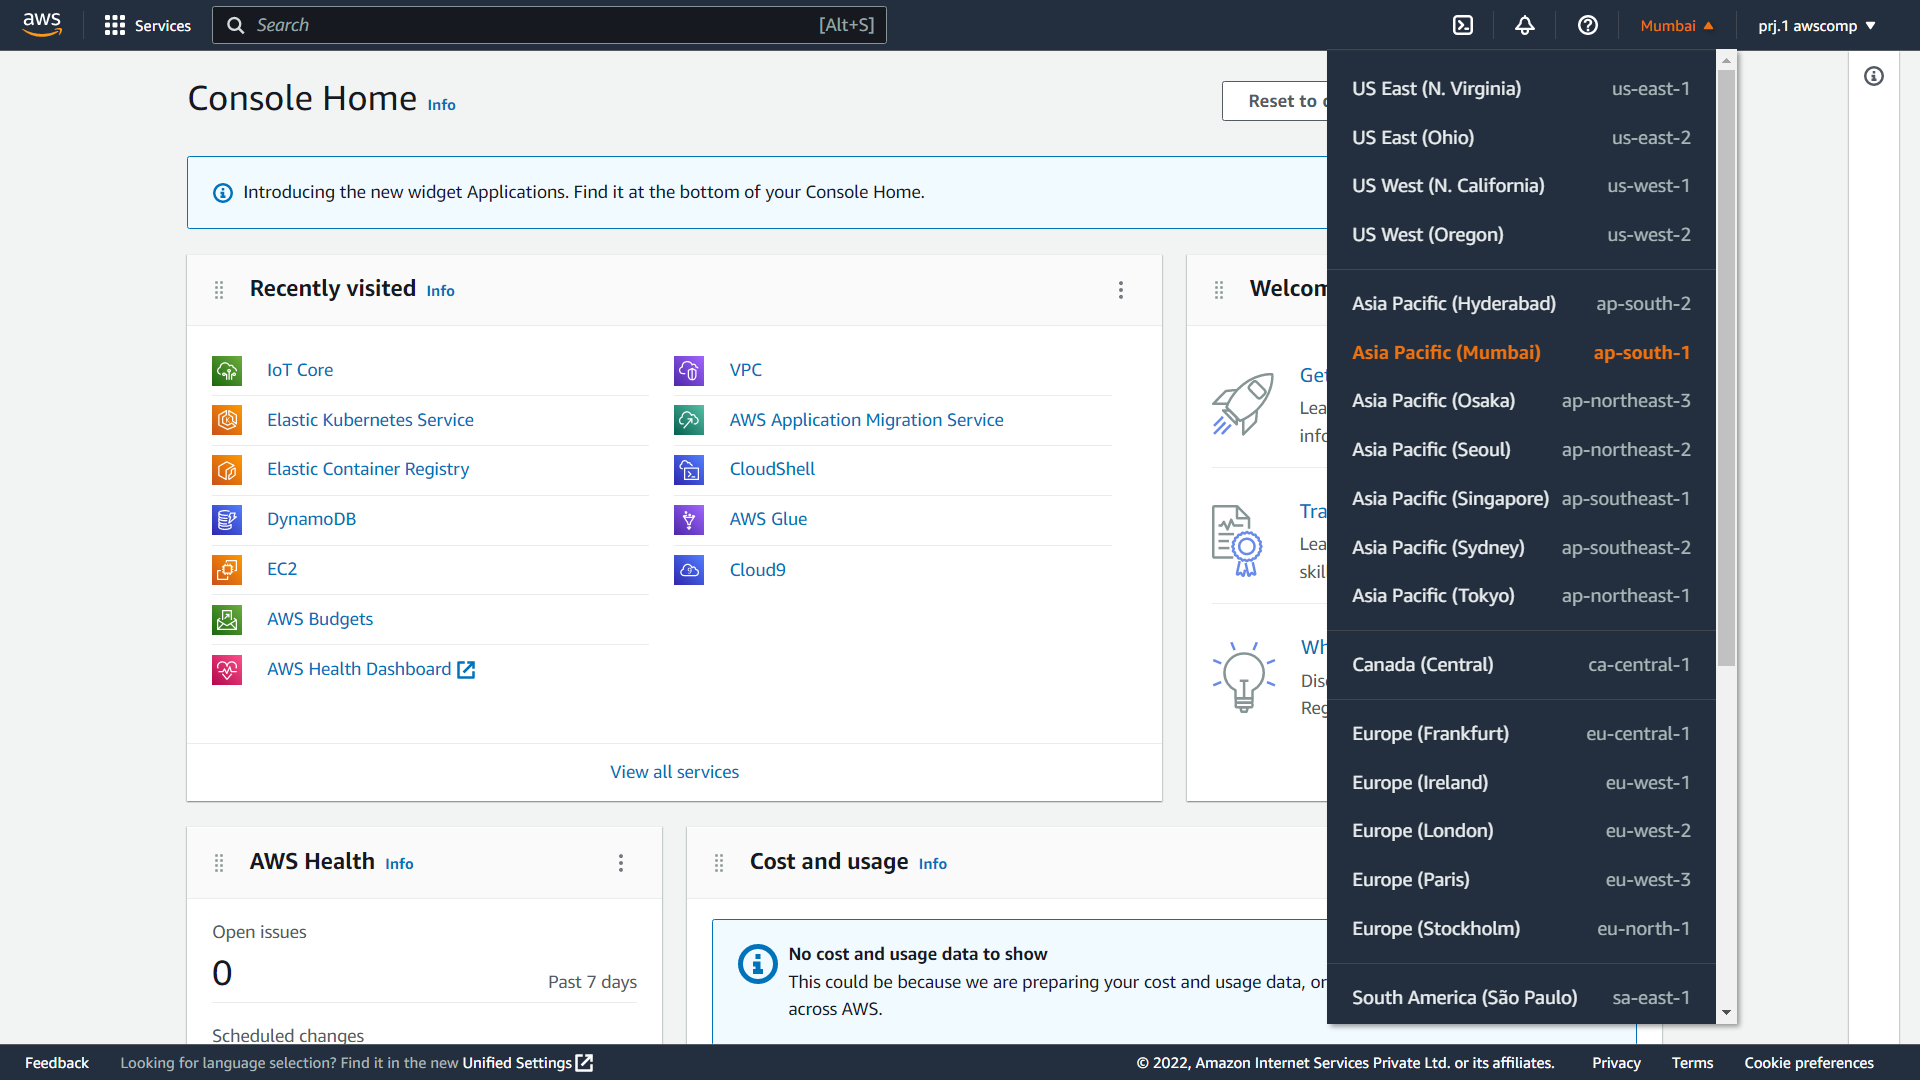 aws
Services
Search
[Alt+S]
Mumbai
prj.1 awscomp
Console Home
Info
Reset to
Introducing the new widget Applications. Find it at the bottom of your Console Home.
Recently visited
Info
IoT Core
Elastic Kubernetes Service
Elastic Container Registry
DynamoDB
EC2
AWS Budgets
AWS Health Dashboard
VPC
AWS Application Migration Service
CloudShell
AWS Glue
Cloud9
View all services
Welcom
Get
Lea
info
Tra
Lea
skil
Wh
Disc
Reg
US East (N. Virginia) us-east-1
US East (Ohio) us-east-2
US West (N. California) us-west-1
US West (Oregon) us-west-2
Asia Pacific (Hyderabad) ap-south-2
Asia Pacific (Mumbai) ap-south-1
Asia Pacific (Osaka) ap-northeast-3
Asia Pacific (Seoul) ap-northeast-2
Asia Pacific (Singapore) ap-southeast-1
Asia Pacific (Sydney) ap-southeast-2
Asia Pacific (Tokyo) ap-northeast-1
Canada (Central) ca-central-1
Europe (Frankfurt) eu-central-1
Europe (Ireland) eu-west-1
Europe (London) eu-west-2
Europe (Paris) eu-west-3
Europe (Stockholm) eu-north-1
South America (São Paulo) sa-east-1
AWS Health
Info
Open issues
0
Past 7 days
Scheduled changes
Cost and usage
Info
No cost and usage data to show
This could be because we are preparing your cost and usage data, or
across AWS.
Feedback
Looking for language selection? Find it in the new Unified Settings
© 2022, Amazon Internet Services Private Ltd. or its affiliates.
Privacy
Terms
Cookie preferences